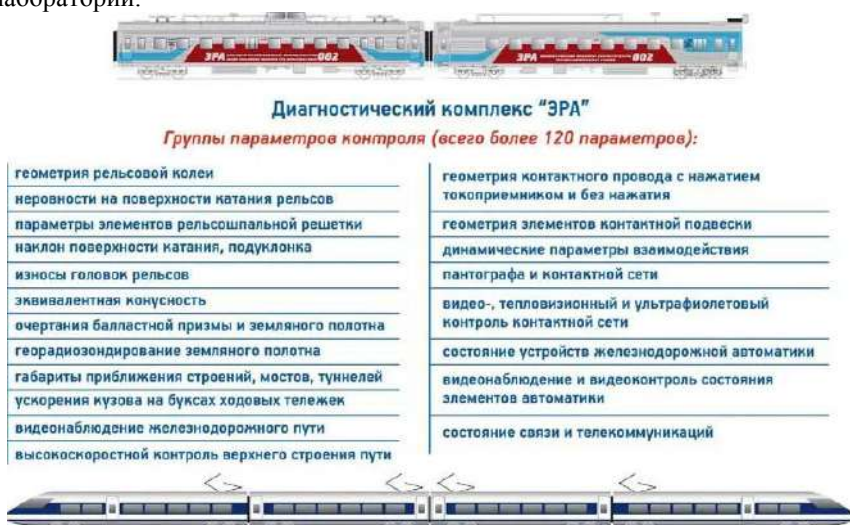 лаборатории.
ЭРА 002
ЭРА 002
Диагностический комплекс "ЭРА"
Группы параметров контроля (всего более 120 параметров):
геометрия рельсовой колеи
неровности на поверхности катания рельсов
параметры элементов рельсошпальной решетки
наклон поверхности катания, подуклонка
износы головок рельсов
эквивалентная конусность
очертания балластной призмы и земляного полотна
георадиозондирование земляного полотна
габариты приближения строений, мостов, туннелей
ускорения кузова на буксах ходовых тележек
видеонаблюдение железнодорожного пути
высокоскоростной контроль верхнего строения пути
геометрия контактного провода с нажатием
токоприемником и без нажатия
геометрия элементов контактной подвески
динамические параметры взаимодействия
пантографа и контактной сети
видео-, тепловизионный и ультрафиолетовый
контроль контактной сети
состояние устройств железнодорожной автоматики
видеонаблюдение и видеоконтроль состояния
элементов автоматики
состояние связи и телекоммуникаций